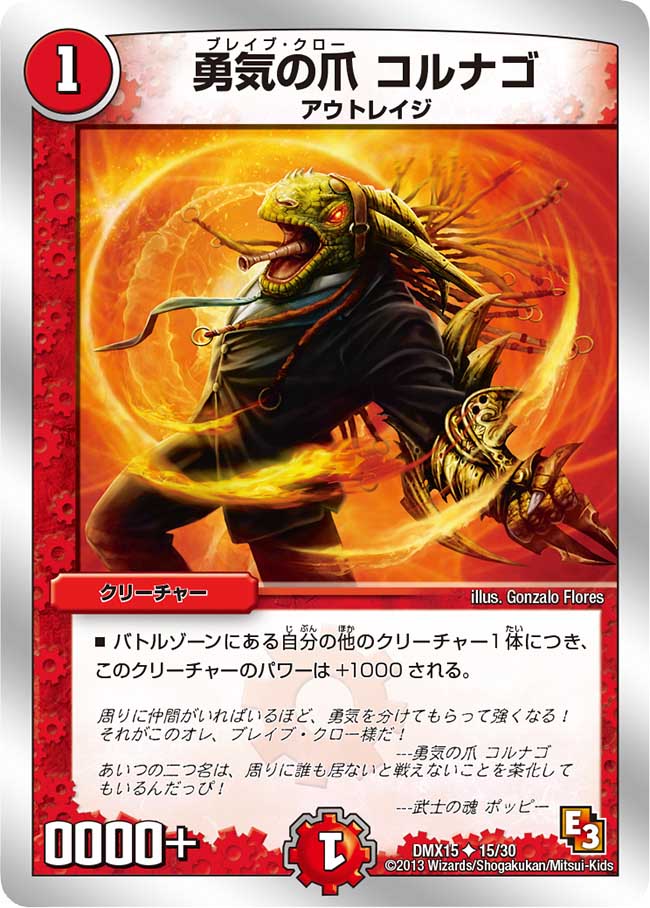 1
ブレイブ・クロー
勇気の爪 コルナゴ
アウトレイジ
クリーチャー
illus. Gonzalo Flores
■ バトルゾーンにある自分の他のクリーチャー1体につき、
このクリーチャーのパワーは+1000される。
周りに仲間がいればいるほど、勇気を分けてもらって強くなる!
それがこのオレ、ブレイブ・クロー様だ!
---勇気の爪 コルナゴ
あいつの二つ名は、周りに誰も居ないと戦えないことを茶化して
もいるんだっぴ!
---武士の魂 ポッピー
0000+
1
E3
DMX15◆15/30
©2013 Wizards/Shogakukan/Mitsui-Kids